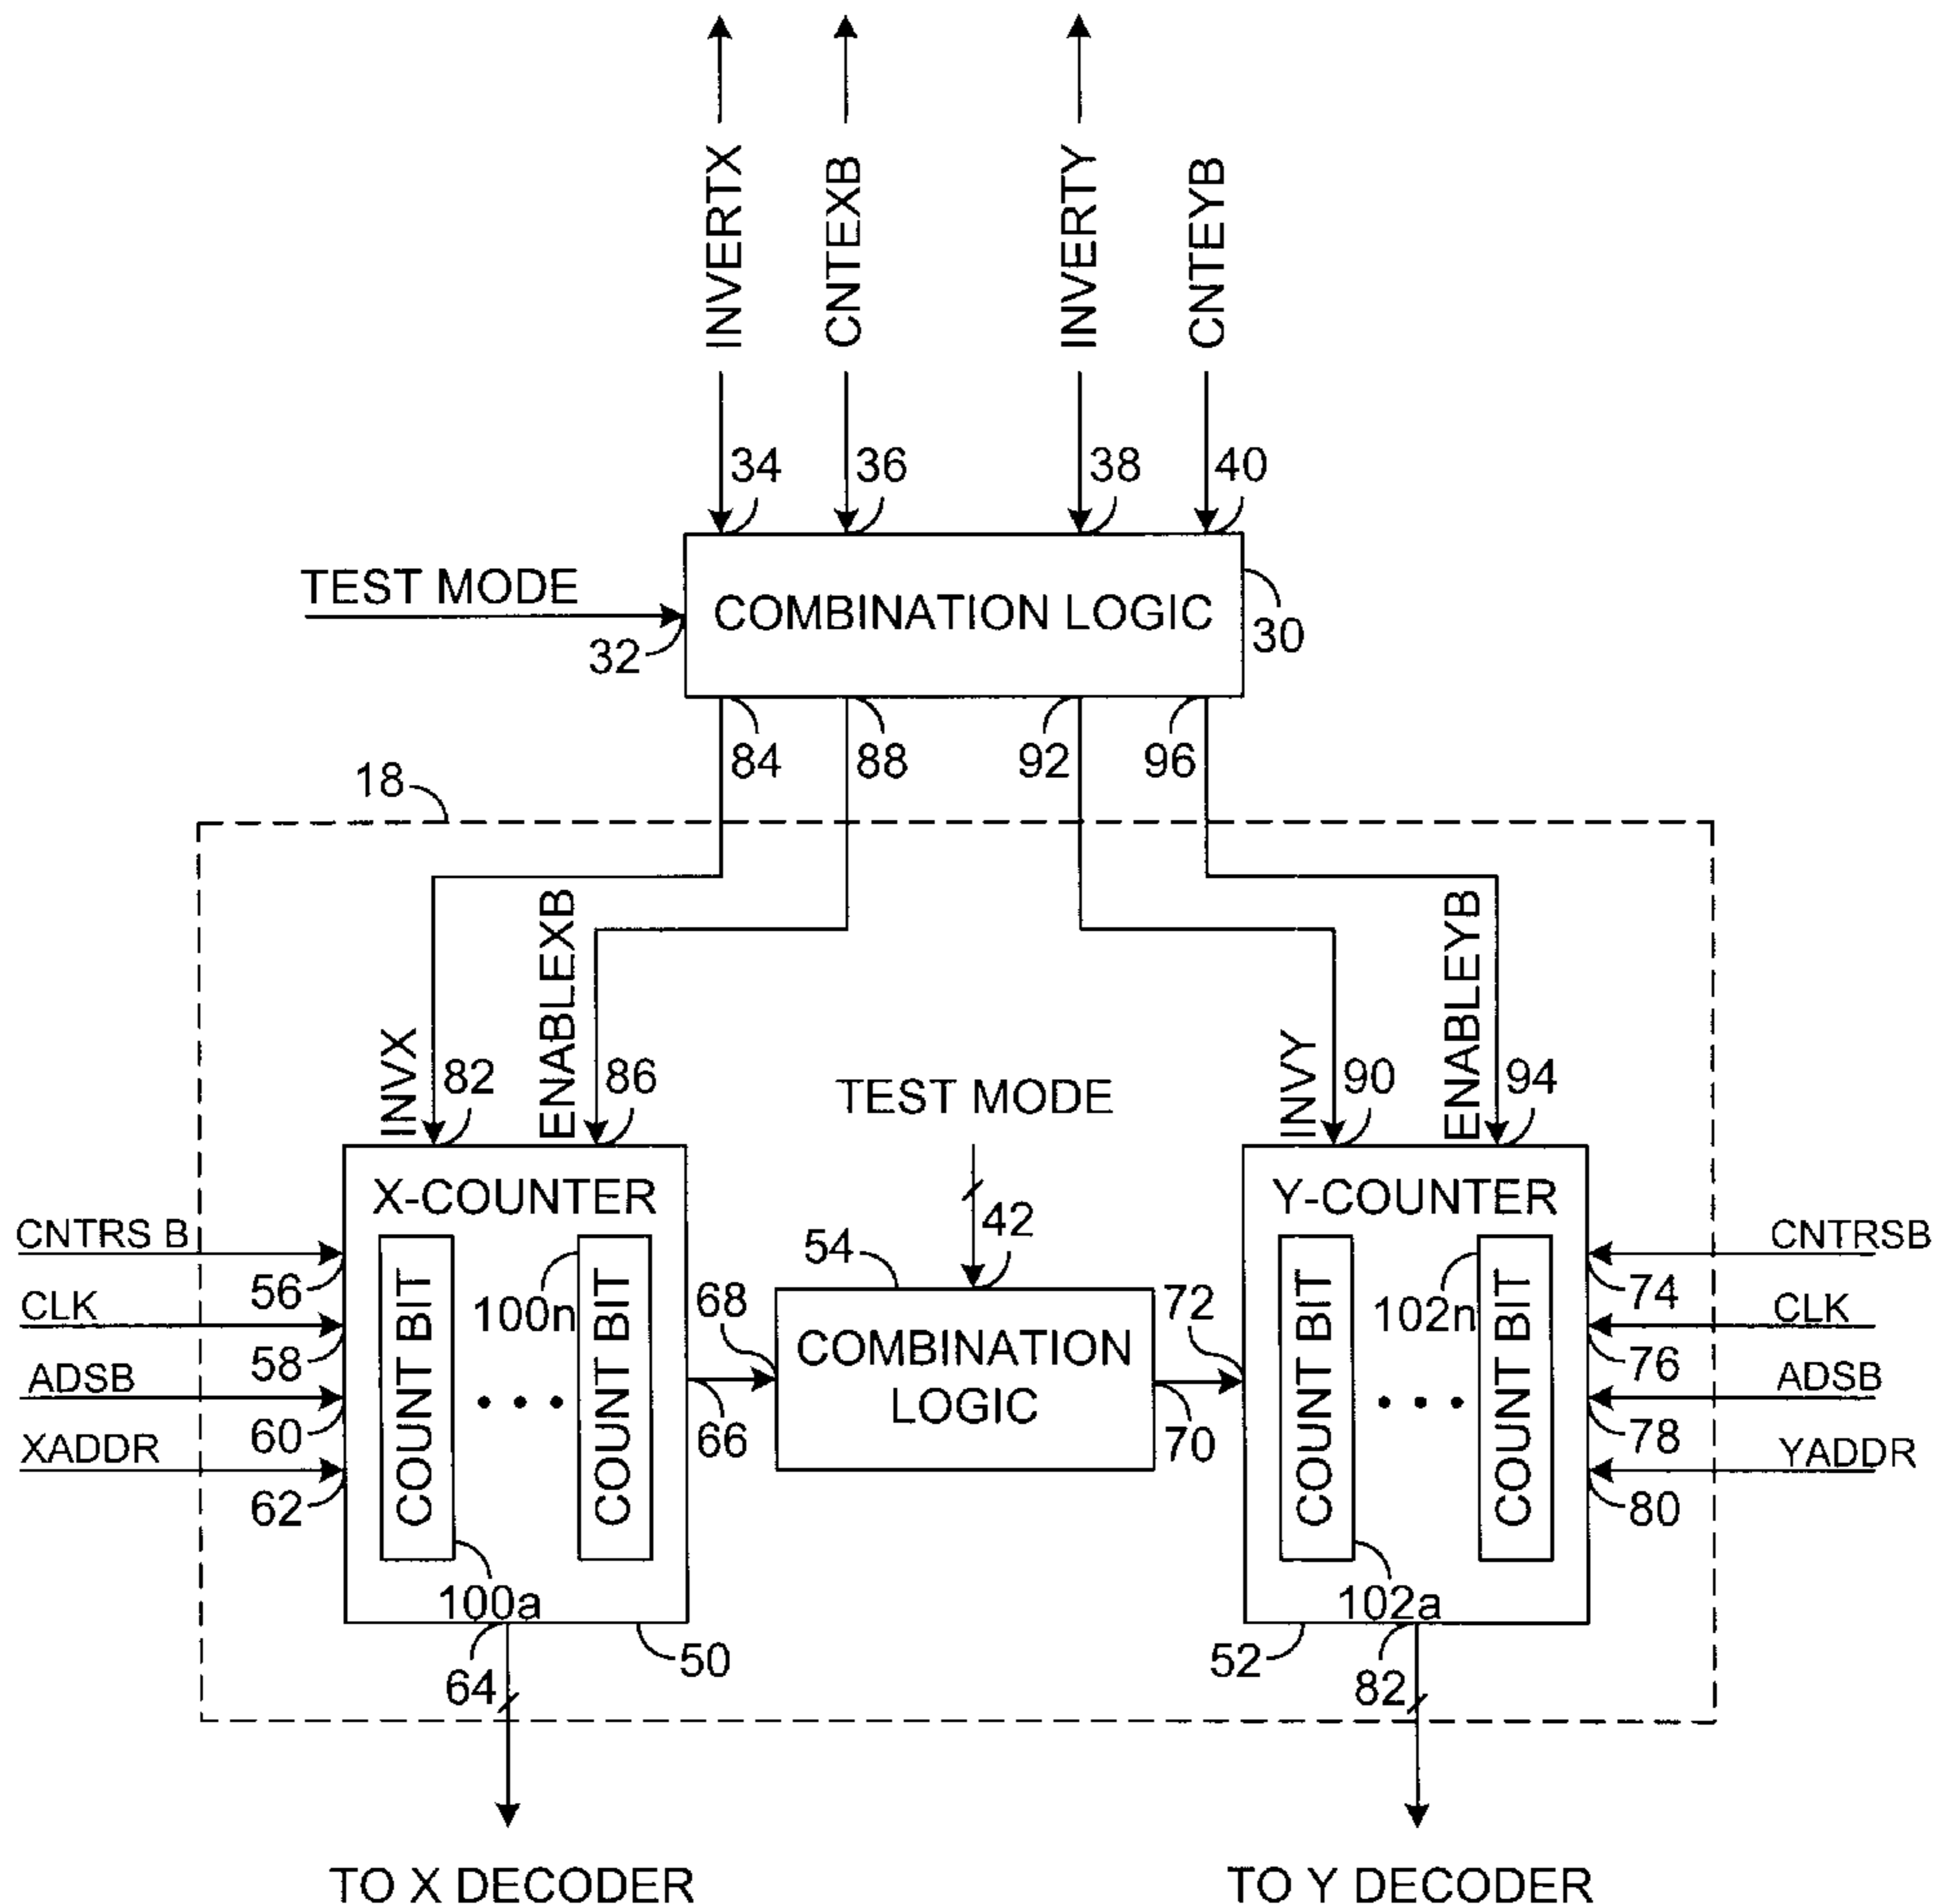 INVERTX
CNTEXB
INVERTY
CNTEYB
34
36
38
40
TEST MODE
32
COMBINATION LOGIC
30
84
88
92
96
18
INVX
82
ENABLEXB
86
TEST MODE
42
INVY
90
ENABLEYB
94
X-COUNTER
Y-COUNTER
CNTRS B
56
CLK
58
ADSB
60
XADDR
62
COUNT BIT
100a
100n
COUNT BIT
66
68
54
COMBINATION
LOGIC
70
72
COUNT BIT
102a
102n
COUNT BIT
CNTRSB
74
CLK
76
ADSB
78
YADDR
80
64
50
52
82
TO X DECODER
TO Y DECODER